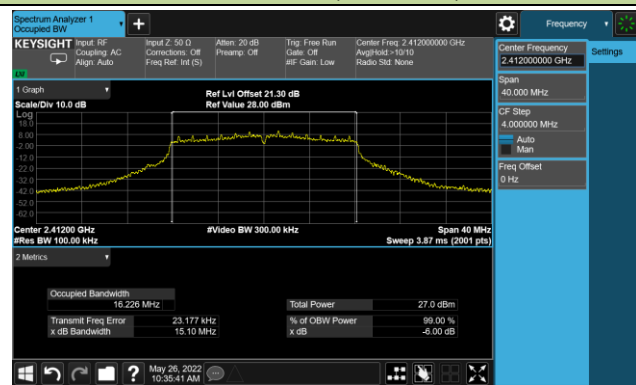 Spectrum Analyzer 1
Occupied BW
Frequency
KEYSIGHT
Input: RF
Coupling: AC
Align: Auto
Input Z: 50 Ω
Corrections: Off
Freq Ref: Int (S)
Atten: 20 dB
Preamp: Off
Trig: Free Run
Gate: Off
#IF Gain: Low
Center Freq: 2.412000000 GHz
Avg|Hold:>10/10
Radio Std: None
Center Frequency
2.412000000 GHz
Settings
Span
40.000 MHz
CF Step
4.000000 MHz
Auto
Man
Freq Offset
0 Hz
1 Graph
Scale/Div 10.0 dB
Ref Lvl Offset 21.30 dB
Ref Value 28.00 dBm
Log
18.0
8.00
-2.00
-12.0
-22.0
-32.0
-42.0
-52.0
-62.0
Center 2.41200 GHz
#Res BW 100.00 kHz
#Video BW 300.00 kHz
Span 40 MHz
Sweep 3.87 ms (2001 pts)
2 Metrics
Occupied Bandwidth
16.226 MHz
Total Power 27.0 dBm
Transmit Freq Error 23.177 kHz
% of OBW Power 99.00 %
x dB Bandwidth 15.10 MHz
x dB -6.00 dB
?
May 26, 2022
10:35:41 AM